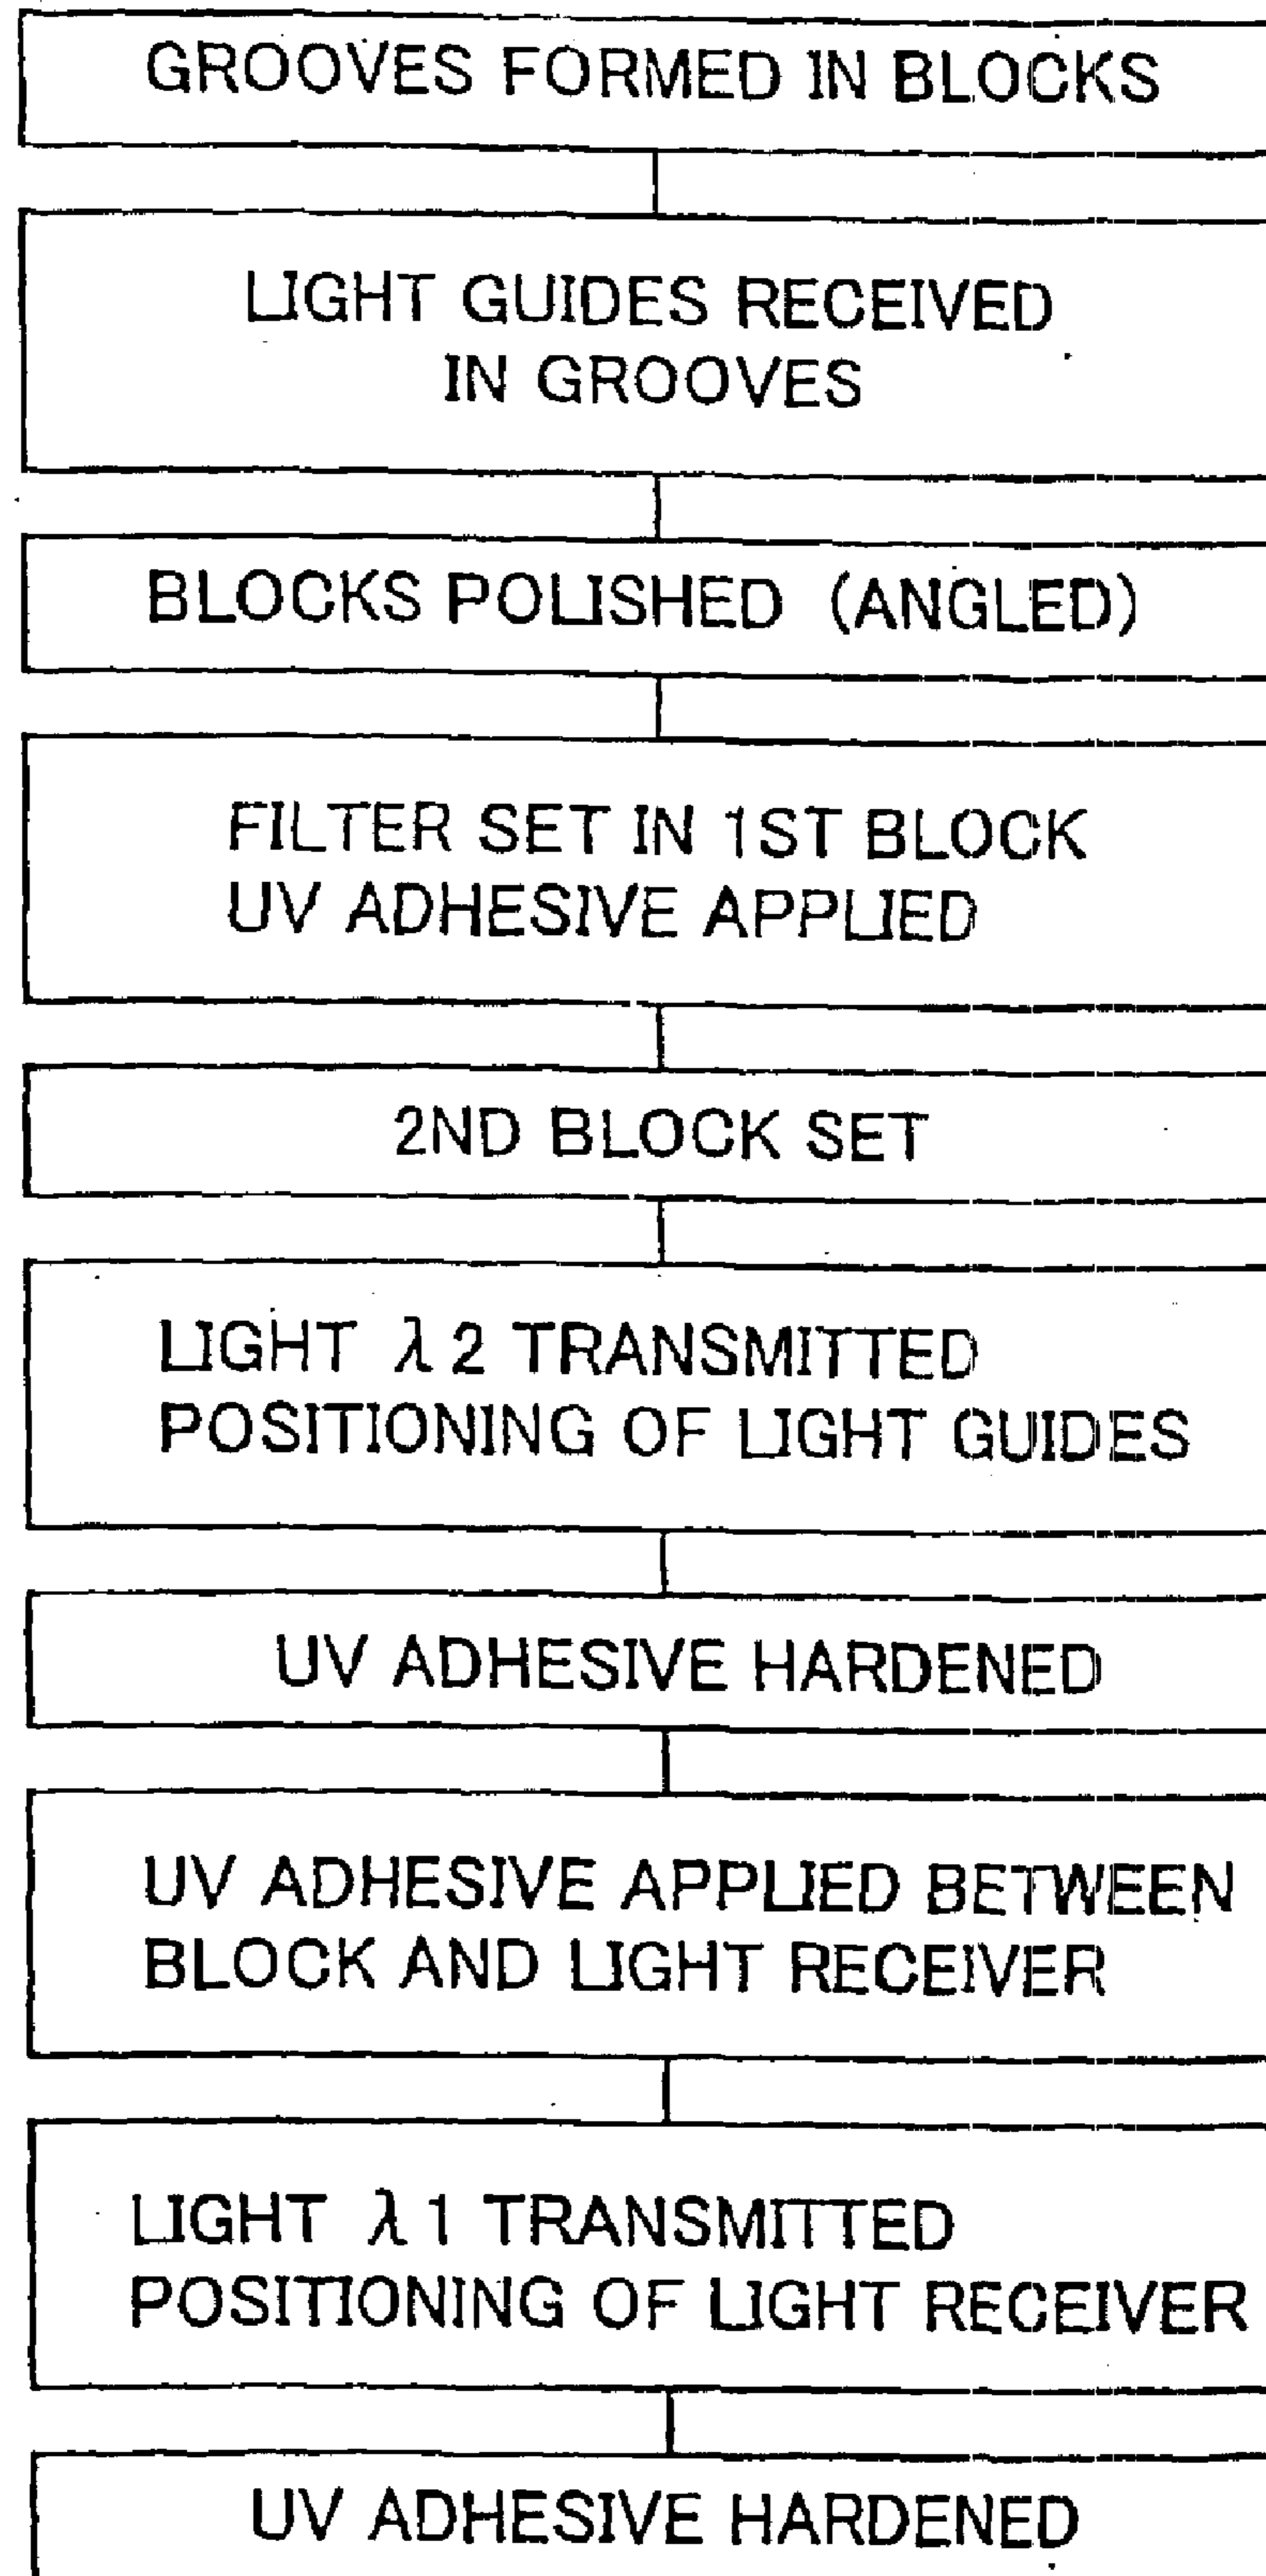 GROOVES FORMED IN BLOCKS
LIGHT GUIDES RECEIVED
IN GROOVES
BLOCKS POLISHED (ANGLED)
FILTER SET IN 1ST BLOCK
UV ADHESIVE APPLIED
2ND BLOCK SET
LIGHT λ2 TRANSMITTED
POSITIONING OF LIGHT GUIDES
UV ADHESIVE HARDENED
UV ADHESIVE APPLIED BETWEEN
BLOCK AND LIGHT RECEIVER
LIGHT λ1 TRANSMITTED
POSITIONING OF LIGHT RECEIVER
UV ADHESIVE HARDENED